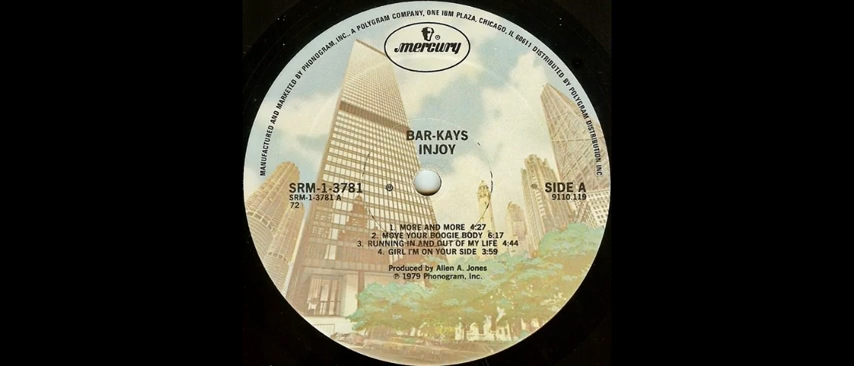 MANUFACTURED AND MARKETED BY PHONOGRAM, INC., A POLYGRAM COMPANY, ONE IBM PLAZA, CHICAGO, IL 60611 DISTRIBUTED BY POLYGRAM DISTRIBUTION, INC.
mercury®
BAR-KAYS
INJOY
SRM-1-3781
SRM-1-3781 A
72
SIDE A
9110.119
1. MORE AND MORE 4:27
2. MOVE YOUR BOOGIE BODY 6:17
3. RUNNING IN AND OUT OF MY LIFE 4:44
4. GIRL I'M ON YOUR SIDE 3:59
Produced by Allen A. Jones
℗ 1979 Phonogram, Inc.